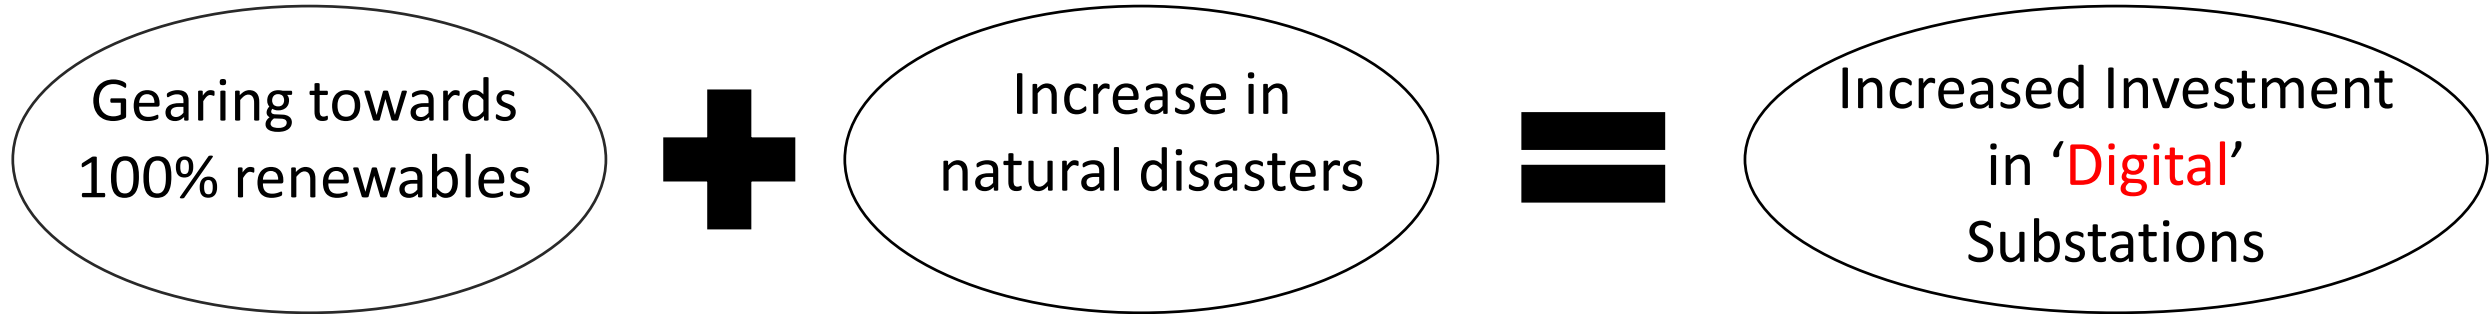 Gearing towards
100% renewables
Increase in
natural disasters
Increased Investment
in ‘Digital’
Substations